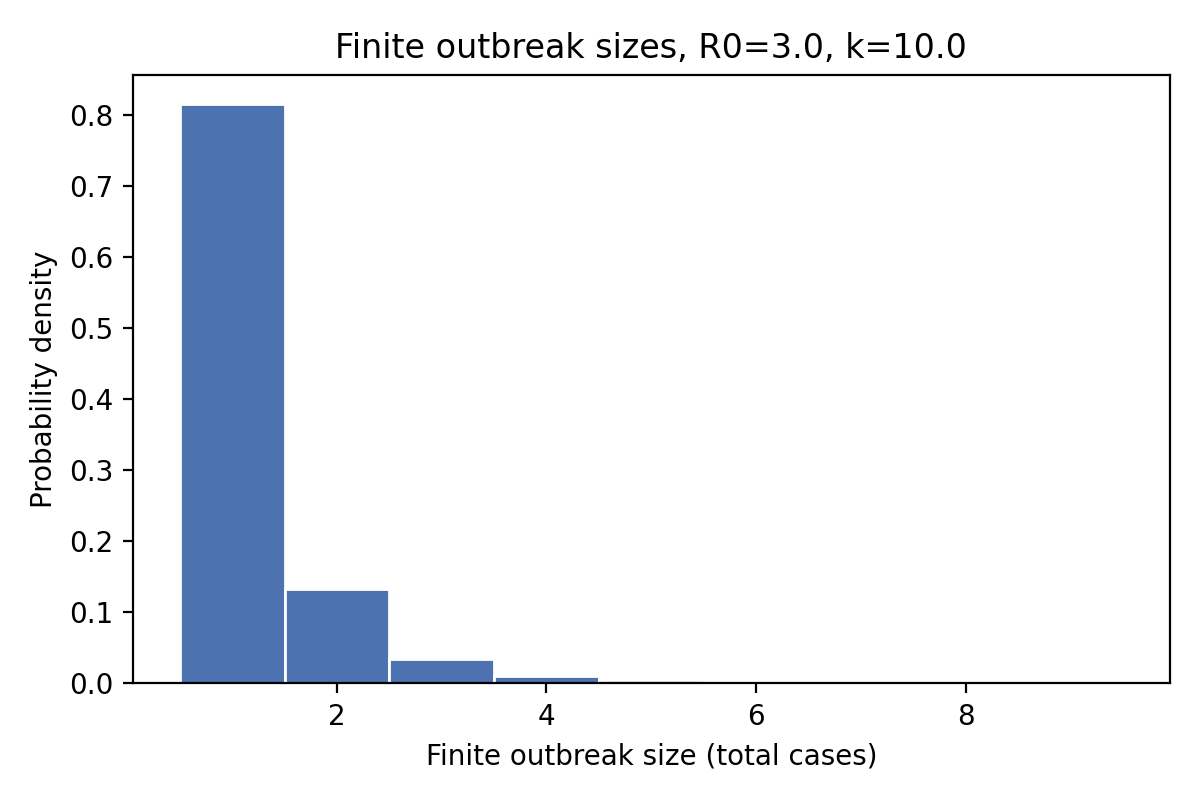 Finite outbreak sizes, R0=3.0, k=10.0
Probability density
0.8
0.7
0.6
0.5
0.4
0.3
0.2
0.1
0.0
2 4 6 8
Finite outbreak size (total cases)